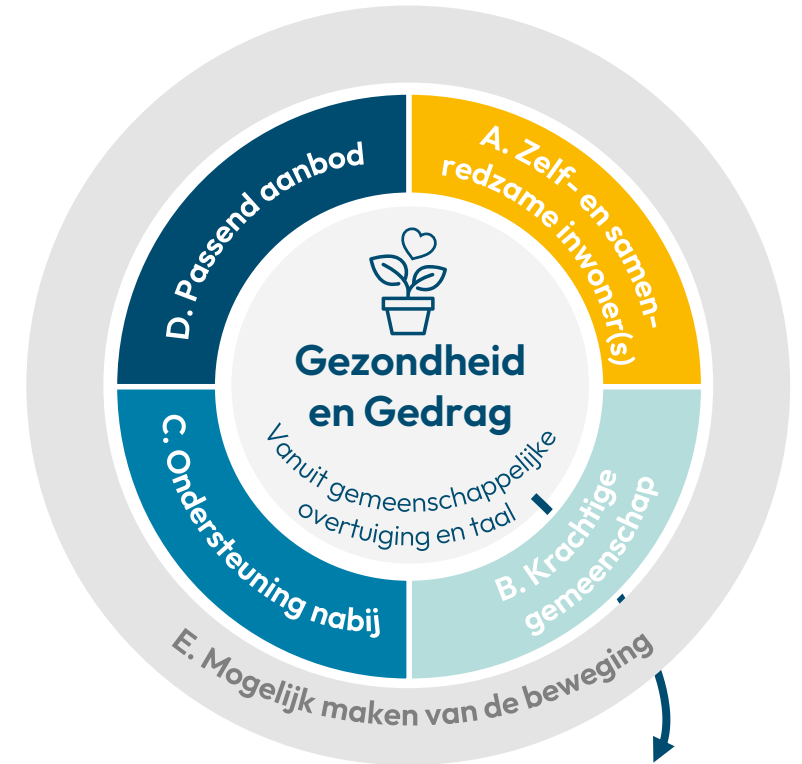 A. Zelf- en samen-
redzame inwoner(s)
B. Krachtige
gemeenschap
C. Ondersteuning nabij
D. Passend aanbod
Gezondheid
en Gedrag
Vanuit gemeenschappelijke
overtuiging en taal
E. Mogelijk maken van de beweging